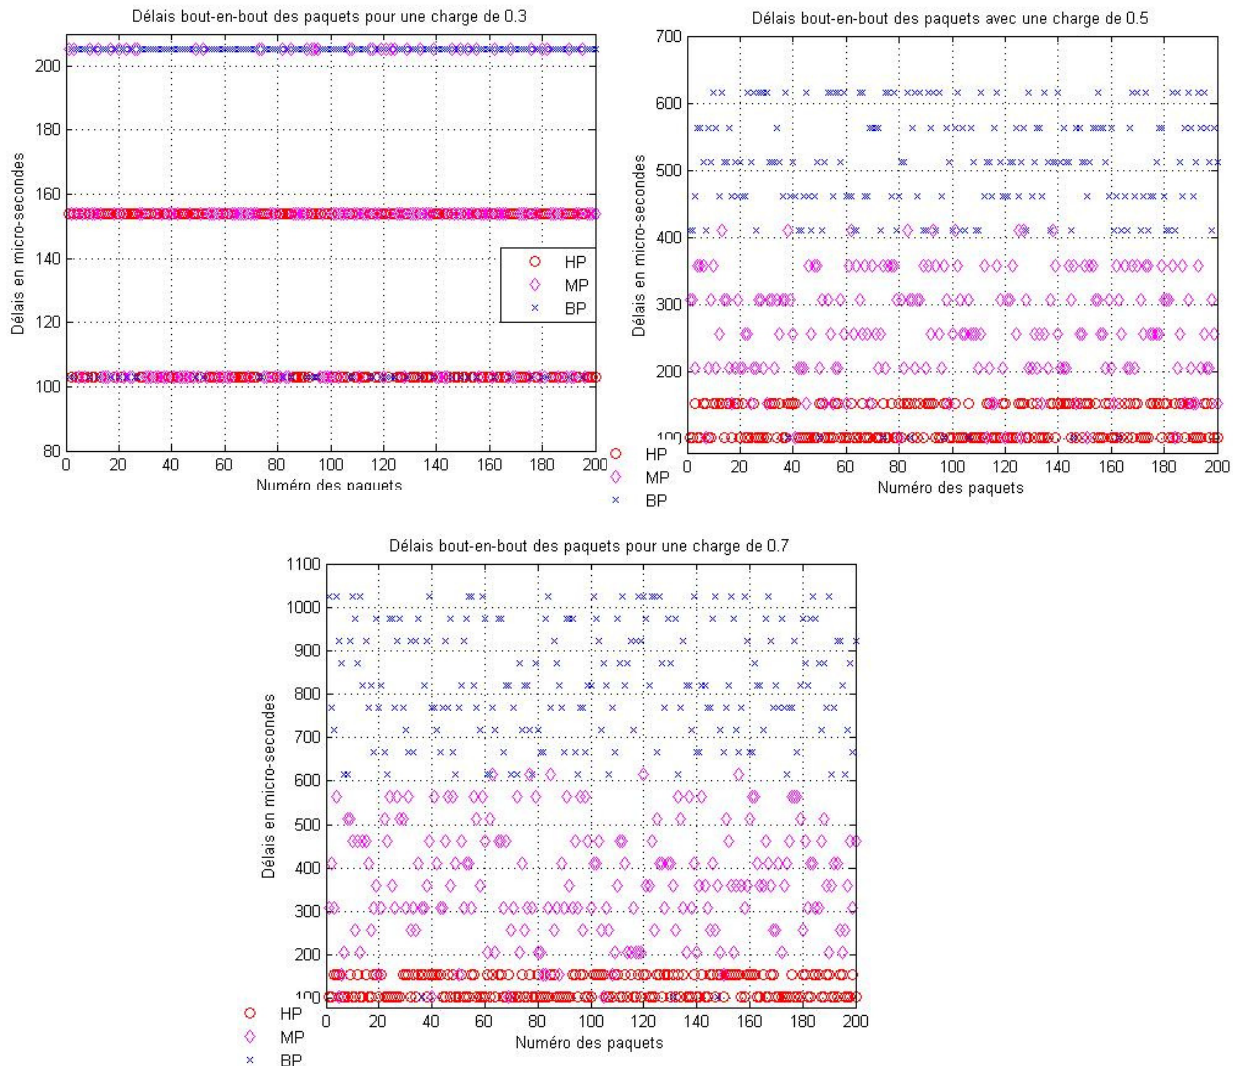 Délais bout-en-bout des paquets pour une charge de 0.3
200
180
160
140
120
100
80
Délais en micro-secondes
HP
MP
BP
0 20 40 60 80 100 120 140 160 180 200
Numéro des paquets
Délais bout-en-bout des paquets avec une charge de 0.5
700
600
500
400
300
200
100
Délais en micro-secondes
0 20 40 60 80 100 120 140 160 180 200
Numéro des paquets
HP
MP
BP
Délais bout-en-bout des paquets pour une charge de 0.7
1100
1000
900
800
700
600
500
400
300
200
100
Délais en micro-secondes
0 20 40 60 80 100 120 140 160 180 200
Numéro des paquets
HP
MP
BP